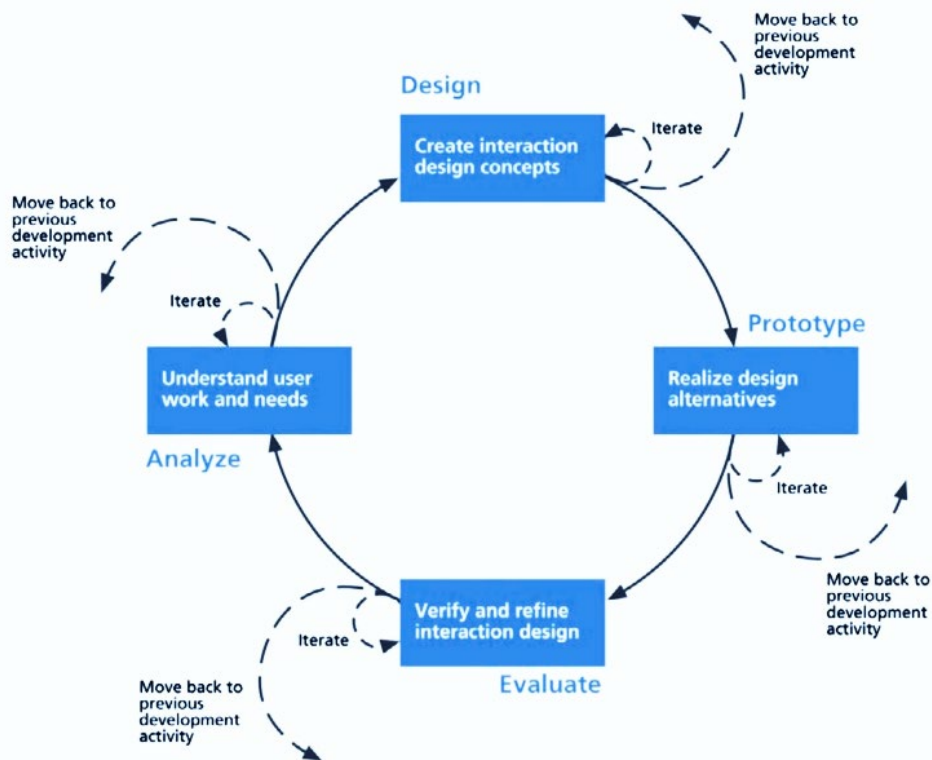 Move back to
previous
development
activity
Design
Create interaction
design concepts
Iterate
Move back to
previous
development
activity
Iterate
Prototype
Understand user
work and needs
Realize design
alternatives
Analyze
Iterate
Move back to
previous
development
activity
Verify and refine
interaction design
Iterate
Evaluate
Move back to
previous
development
activity